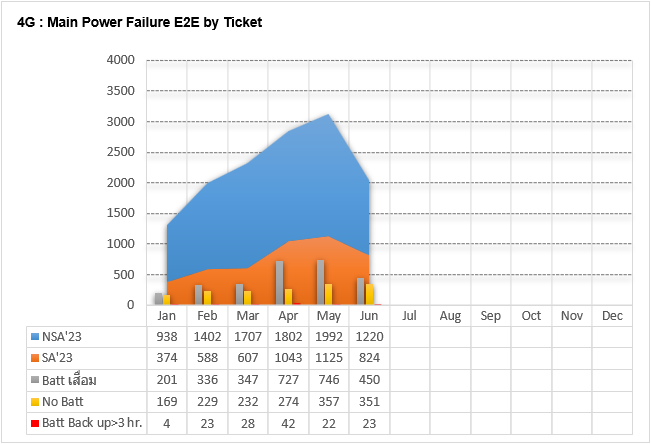 4G : Main Power Failure E2E by Ticket
4000
3500
3000
2500
2000
1500
1000
500
0
Jan Feb Mar Apr May Jun Jul Aug Sep Oct Nov Dec
NSA'23 938 1402 1707 1802 1992 1220
SA'23 374 588 607 1043 1125 824
Batt เสื่อม 201 336 347 727 746 450
No Batt 169 229 232 274 357 351
Batt Back up>3 hr. 4 23 28 42 22 23